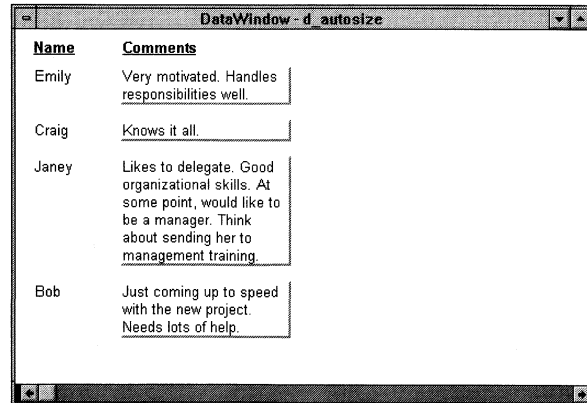 DataWindow - d_autosize
Name Comments
Emily Very motivated. Handles
responsibilities well.
Craig Knows it all.
Janey Likes to delegate. Good
organizational skills. At
some point, would like to
be a manager. Think
about sending her to
management training.
Bob Just coming up to speed
with the new project.
Needs lots of help.